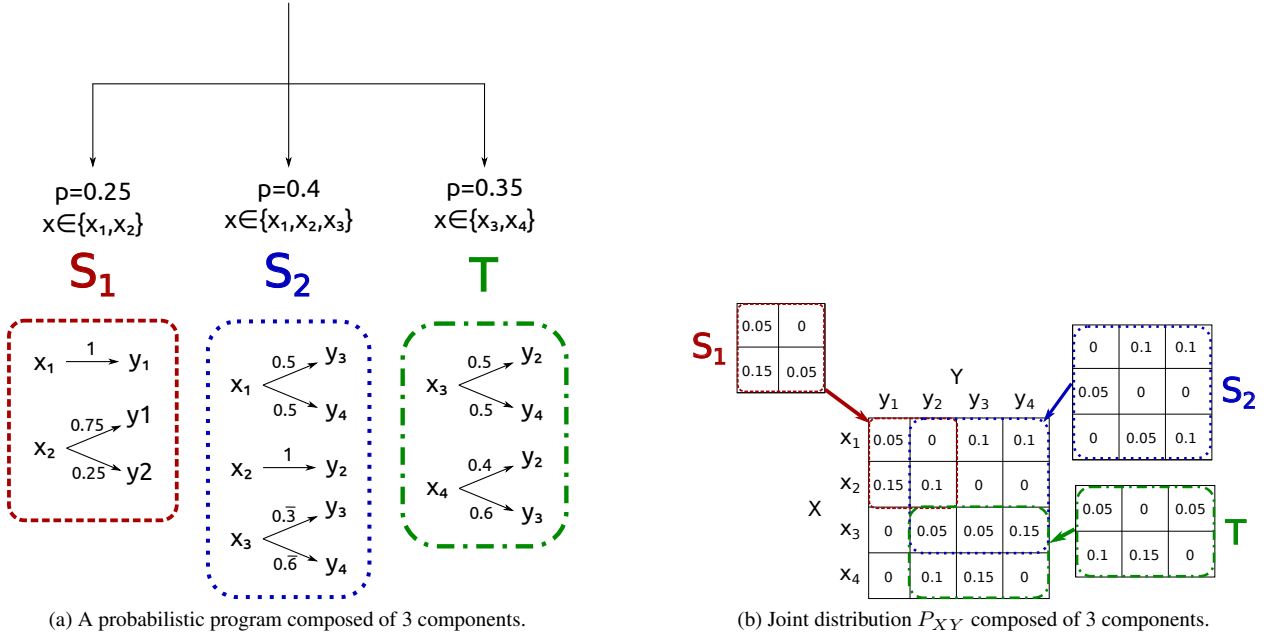 p=0.25 p=0.4 p=0.35
x∈{x₁,x₂} x∈{x₁,x₂,x₃} x∈{x₃,x₄}
S₁ S₂ T
x₁ 1 y₁
x₂ 0.75 y1
0.25 y2
x₁ 0.5 y₃
0.5 y₄
x₂ 1 y₂
x₃ 0.3̅ y₃
0.6̅ y₄
x₃ 0.5 y₂
0.5 y₄
x₄ 0.4 y₂
0.6 y₃
(a) A probabilistic program composed of 3 components.
S₁
0.05 0
0.15 0.05
S₂
0 0.1 0.1
0.05 0 0
0 0.05 0.1
T
0.05 0 0.05
0.1 0.15 0
Y
y₁ y₂ y₃ y₄
x₁ 0.05 0 0.1 0.1
x₂ 0.15 0.1 0 0
X
x₃ 0 0.05 0.05 0.15
x₄ 0 0.1 0.15 0
(b) Joint distribution P_XY composed of 3 components.